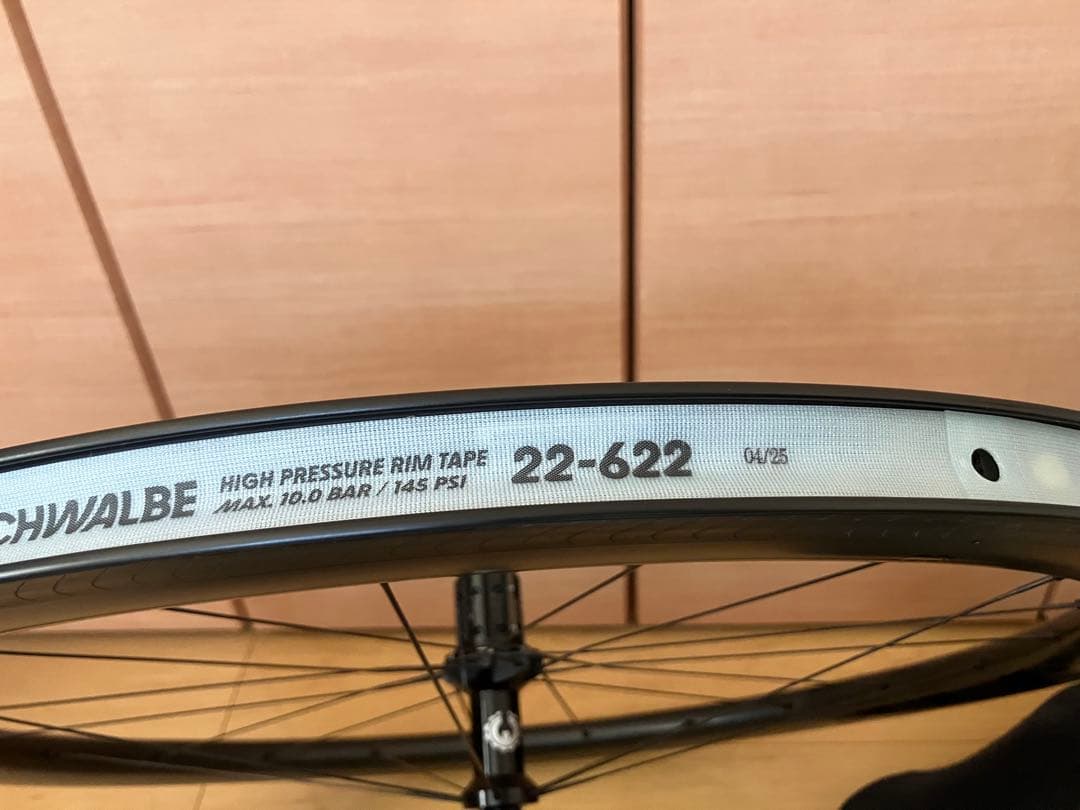 CHWALBE
HIGH PRESSURE RIM TAPE
MAX. 10.0 BAR / 145 PSI
22-622
04/25